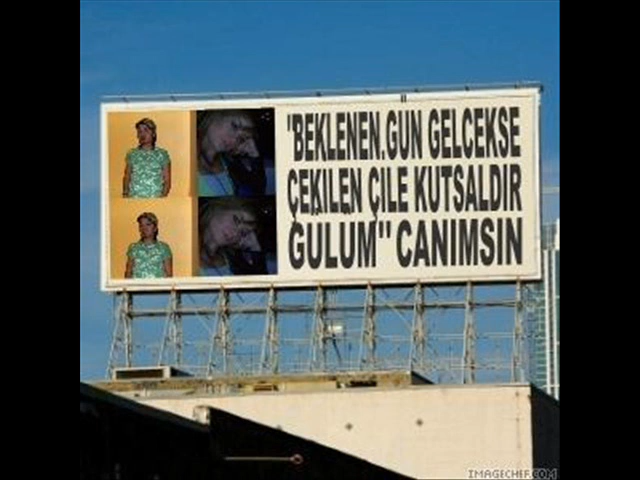 "BEKLENEN.GUN GELCEKSE
ÇEKILEN ÇILE KUTSALDIR
GULUM" CANIMSIN
IMAGECHEF.COM